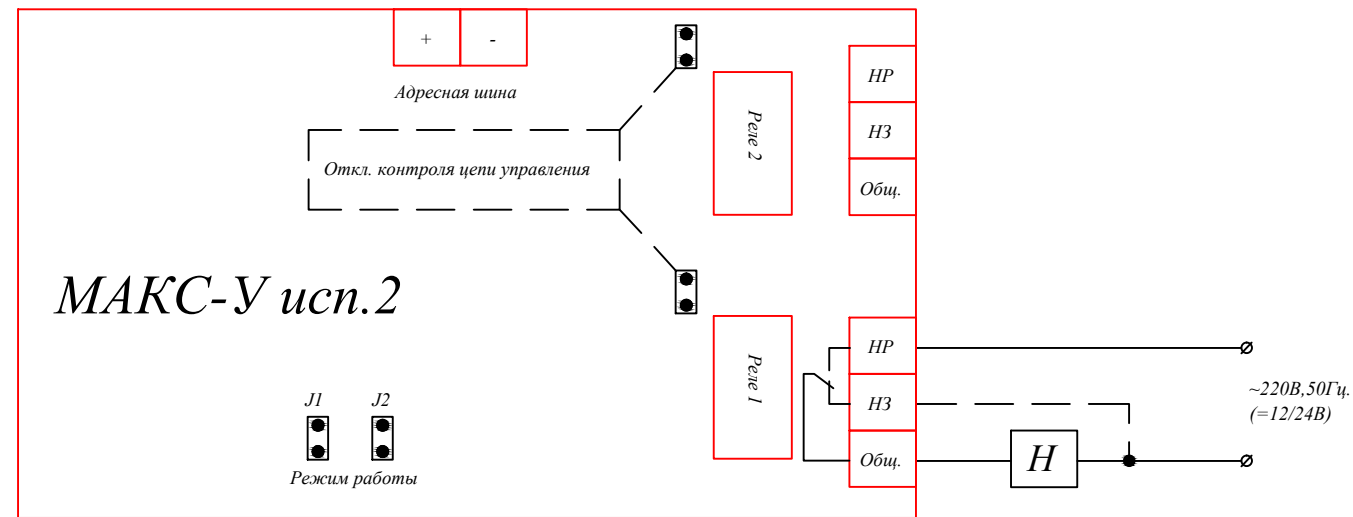 + -
Адресная шина
НР
Реле 2
НЗ
Откл. контроля цепи управления
Общ.
МАКС-У исп.2
НР
Реле 1
~220В,50Гц.
(=12/24В)
J1 J2
НЗ
Общ.
Н
Режим работы